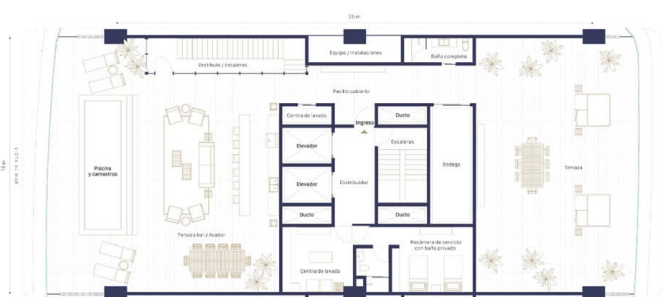 20 m
Equipo / Instalaciones
Baño completo
Vestíbulo / Escaleras
Pasillo cubierto
Centro de lavado
Ducto
Ingreso
Elevador
Escaleras
Piscina
y camastros
Bodega
Terraza
Elevador
Distribuidor
Ducto
Ducto
Terraza bar / Asador
Recámara de servicio
con baño privado
Centro de lavado